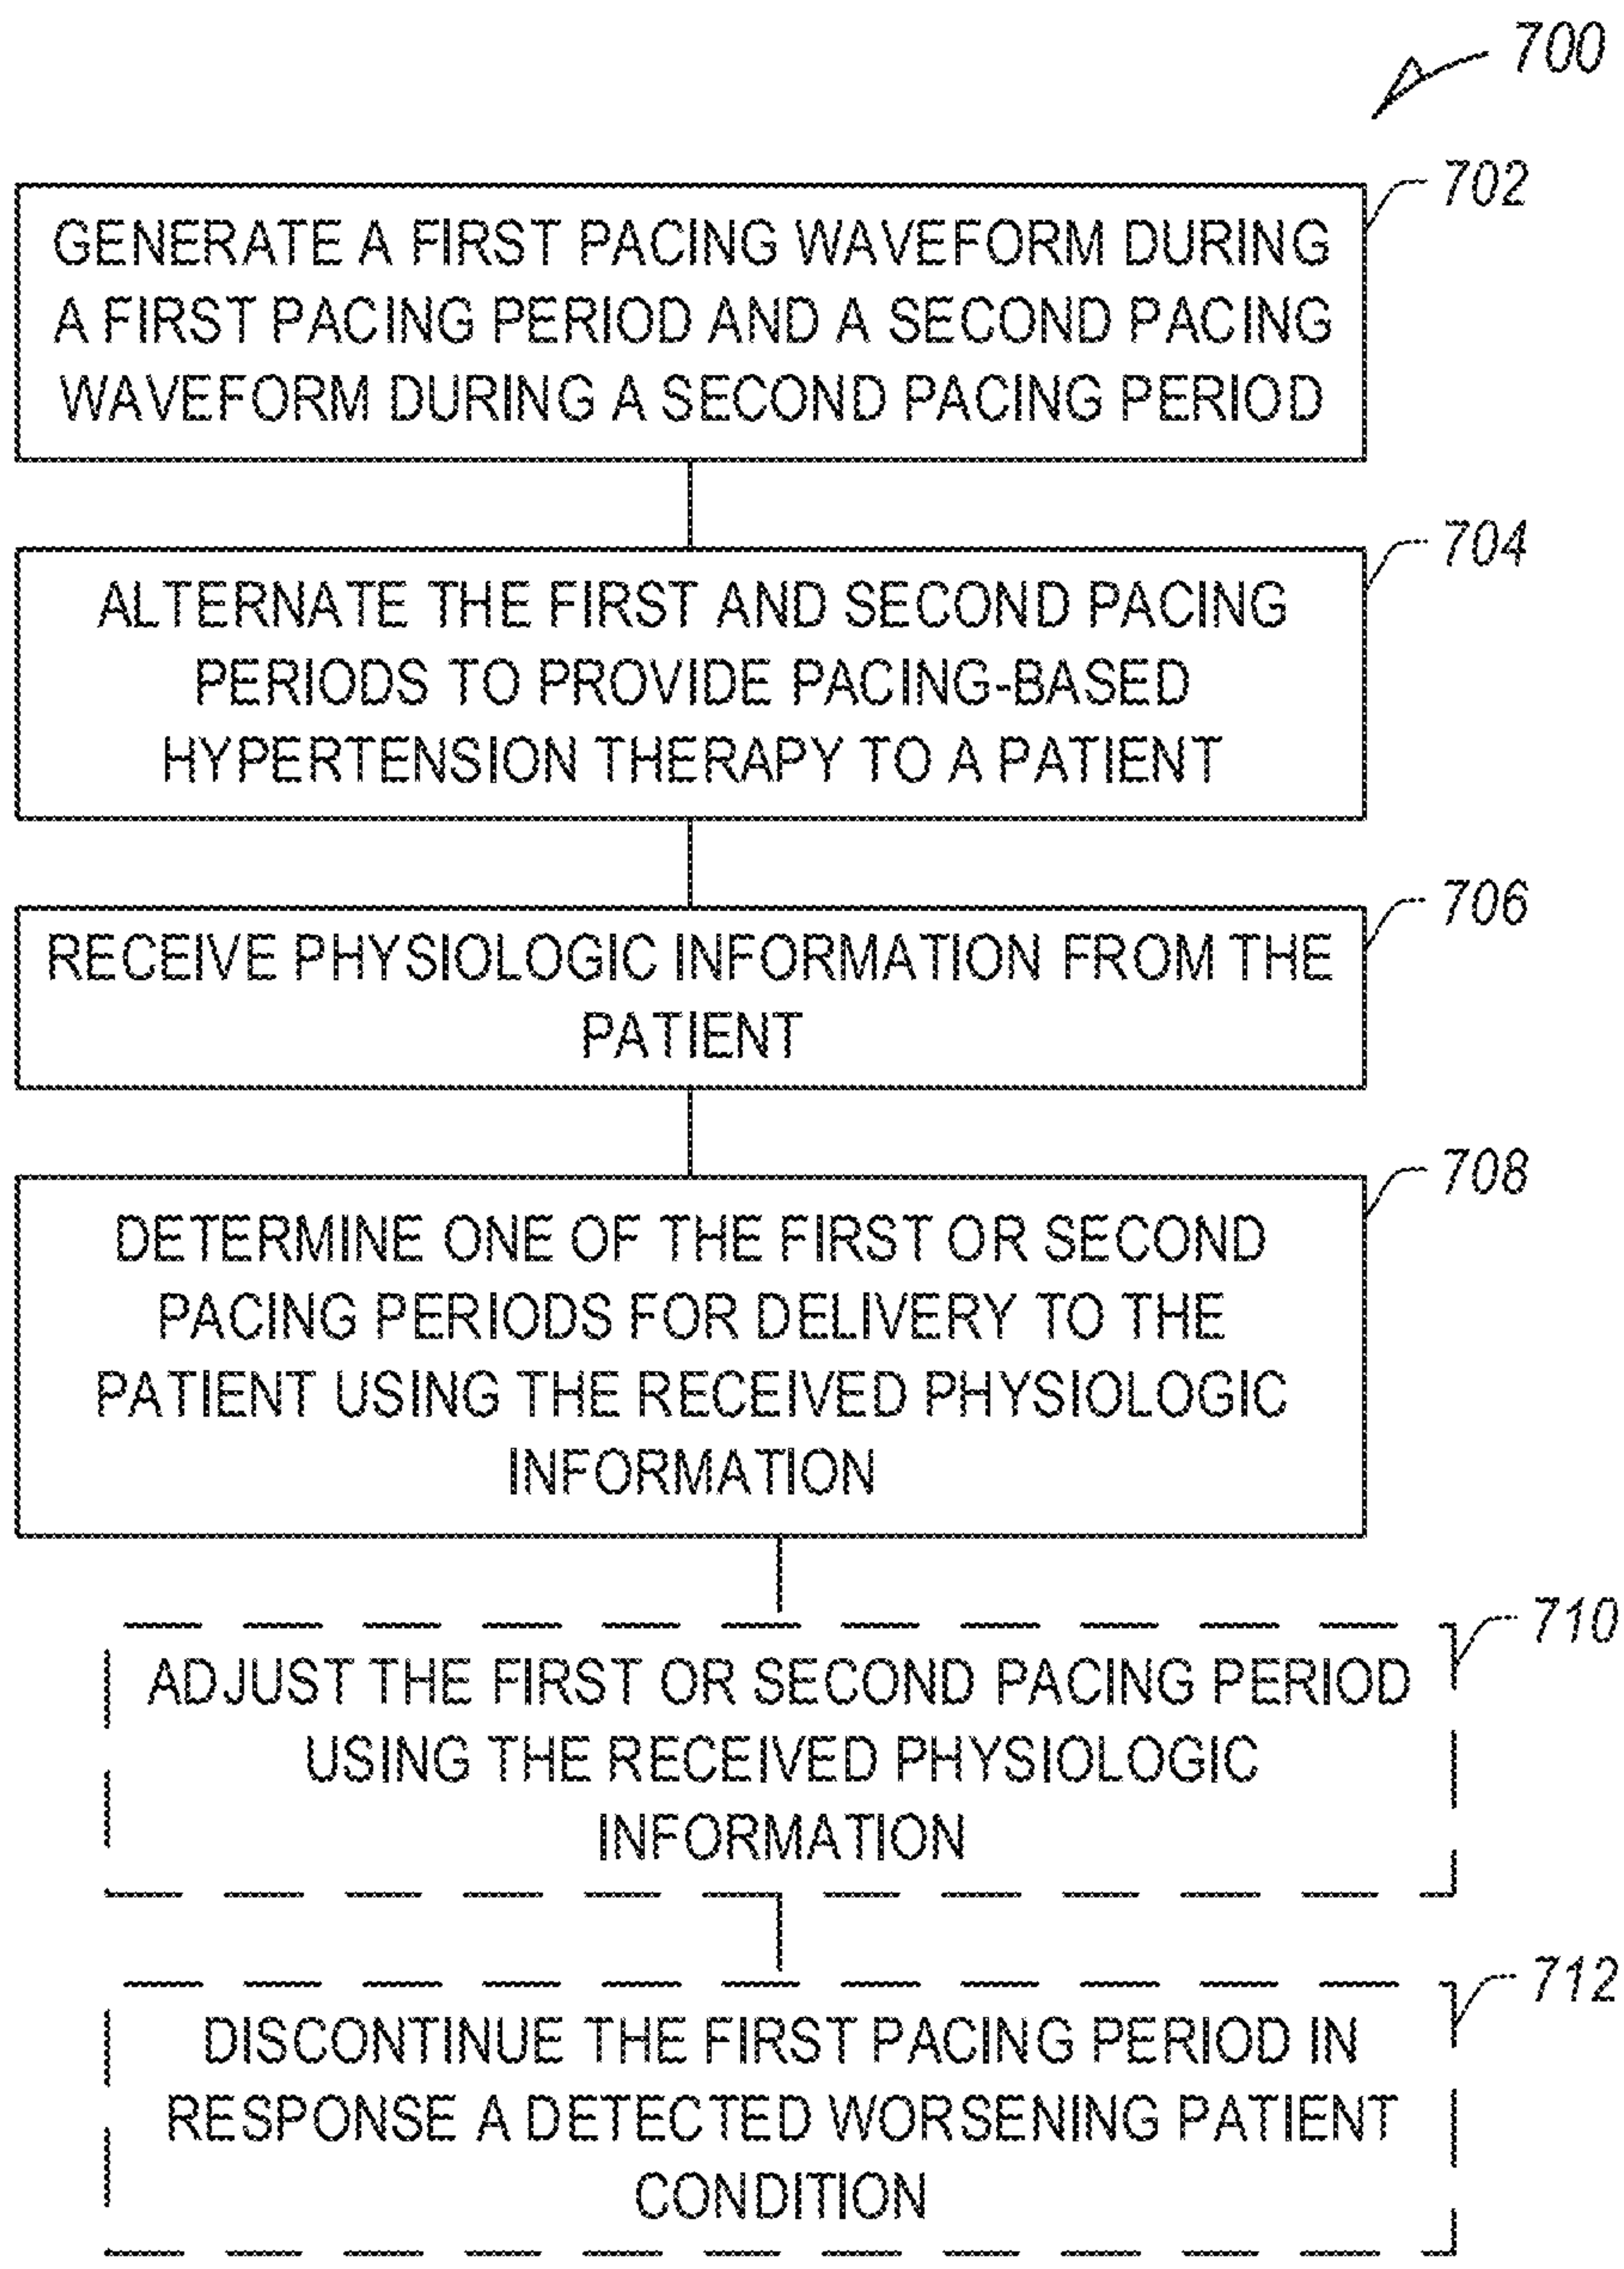 700
702
GENERATE A FIRST PACING WAVEFORM DURING
A FIRST PACING PERIOD AND A SECOND PACING
WAVEFORM DURING A SECOND PACING PERIOD
704
ALTERNATE THE FIRST AND SECOND PACING
PERIODS TO PROVIDE PACING-BASED
HYPERTENSION THERAPY TO A PATIENT
706
RECEIVE PHYSIOLOGIC INFORMATION FROM THE
PATIENT
708
DETERMINE ONE OF THE FIRST OR SECOND
PACING PERIODS FOR DELIVERY TO THE
PATIENT USING THE RECEIVED PHYSIOLOGIC
INFORMATION
710
ADJUST THE FIRST OR SECOND PACING PERIOD
USING THE RECEIVED PHYSIOLOGIC
INFORMATION
712
DISCONTINUE THE FIRST PACING PERIOD IN
RESPONSE A DETECTED WORSENING PATIENT
CONDITION